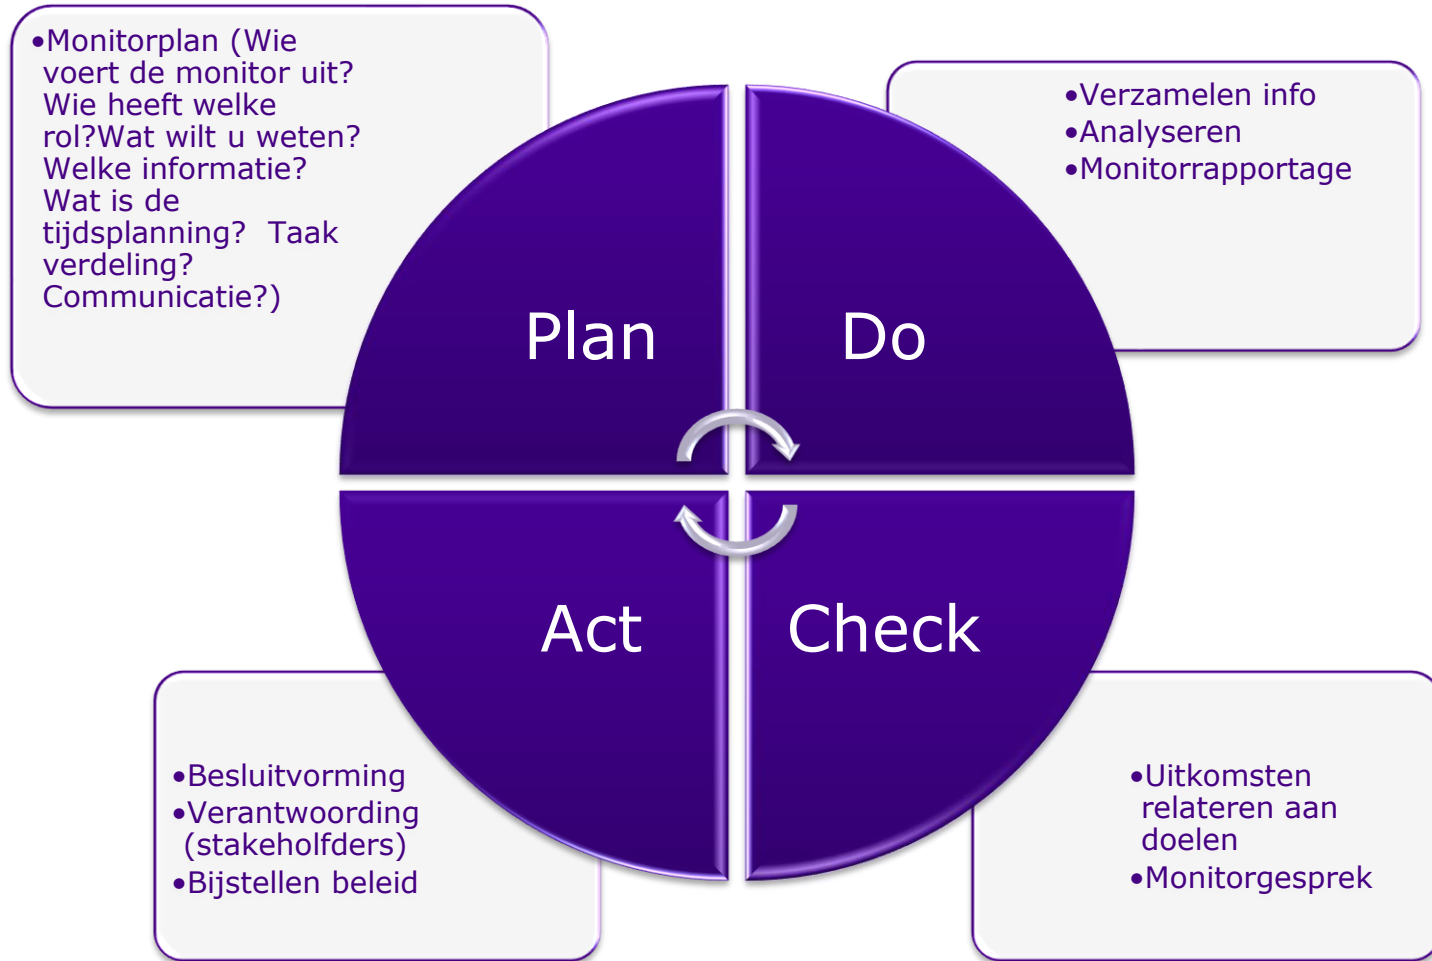 •Monitorplan (Wie
voert de monitor uit?
Wie heeft welke
rol?Wat wilt u weten?
Welke informatie?
Wat is de
tijdsplanning?  Taak
verdeling?
Communicatie?)
•Verzamelen info
•Analyseren
•Monitorrapportage
Plan
Do
Act
Check
•Besluitvorming
•Verantwoording
(stakeholfders)
•Bijstellen beleid
•Uitkomsten
relateren aan
doelen
•Monitorgesprek